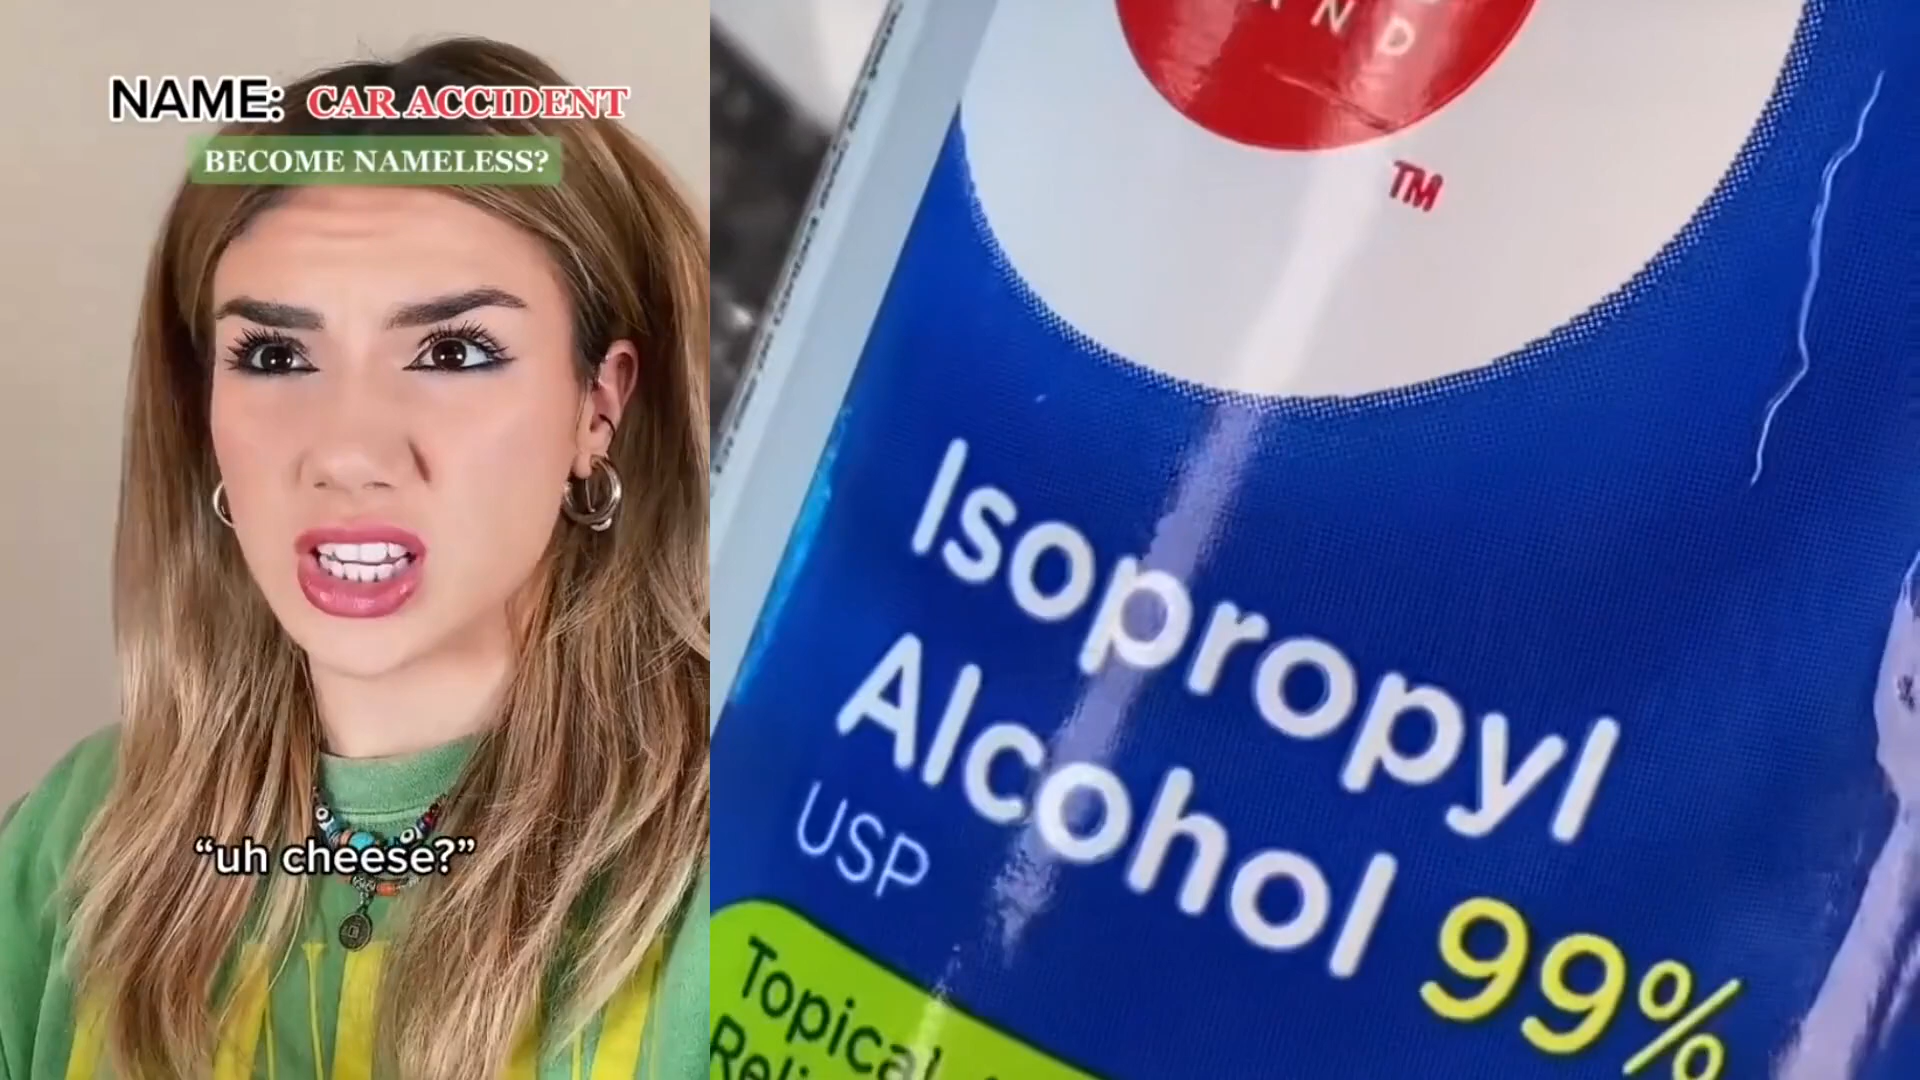 NAME: CAR ACCIDENT
BECOME NAMELESS?
“uh cheese?”
TM
Isopropyl
Alcohol 99%
USP
Topical